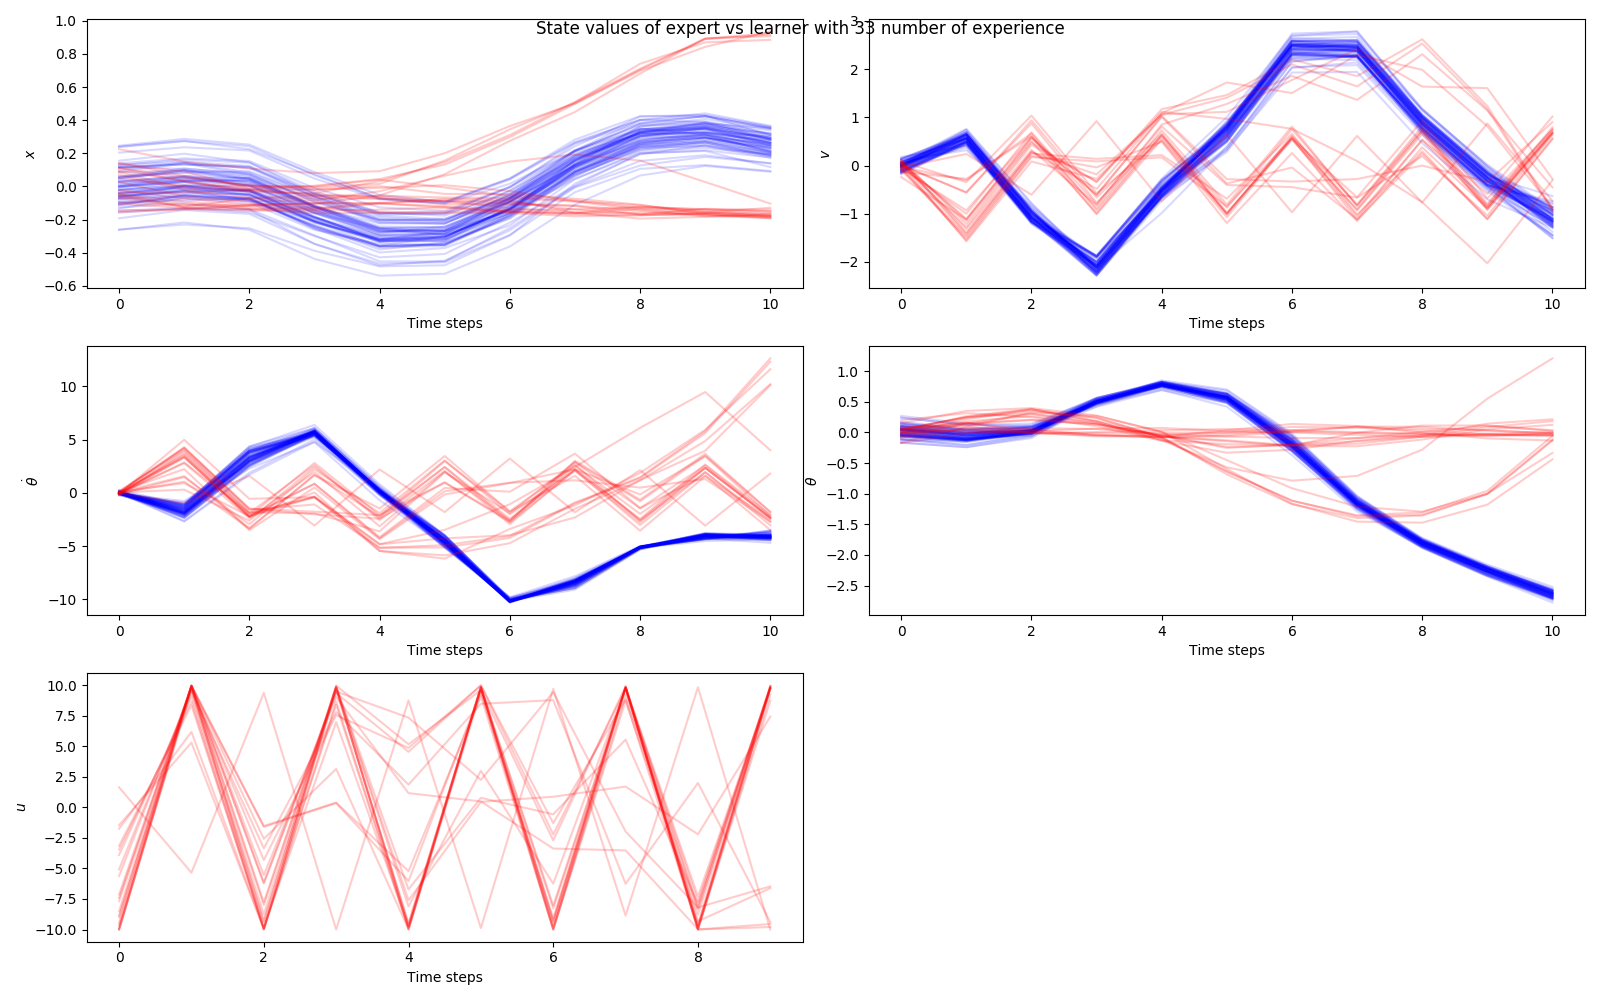 State values of expert vs learner with 33 number of experience
1.0
0.8
0.6
0.4
0.2
0.0
−0.2
−0.4
−0.6
x
0 2 4 6 8 10
Time steps
3
2
1
0
−1
−2
v
0 2 4 6 8 10
Time steps
10
5
0
−5
−10
θ̇
0 2 4 6 8 10
Time steps
1.0
0.5
0.0
−0.5
−1.0
−1.5
−2.0
−2.5
θ
0 2 4 6 8 10
Time steps
10.0
7.5
5.0
2.5
0.0
−2.5
−5.0
−7.5
−10.0
u
0 2 4 6 8
Time steps